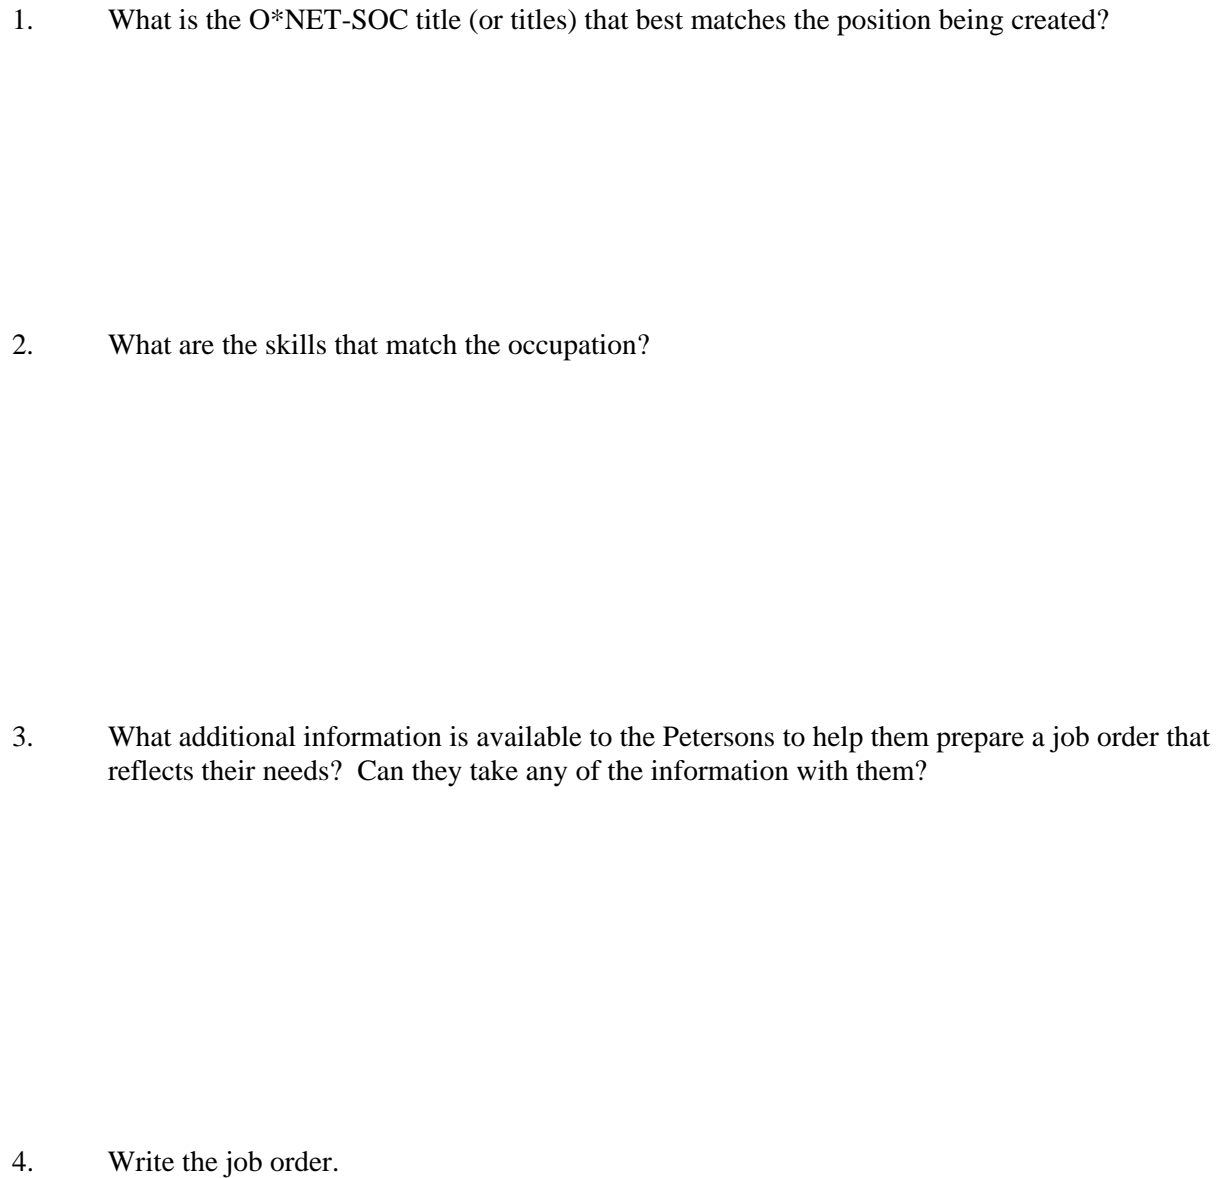 1. What is the O*NET-SOC title (or titles) that best matches the position being created?
2. What are the skills that match the occupation?
3. What additional information is available to the Petersons to help them prepare a job order that
reflects their needs?  Can they take any of the information with them?
4. Write the job order.